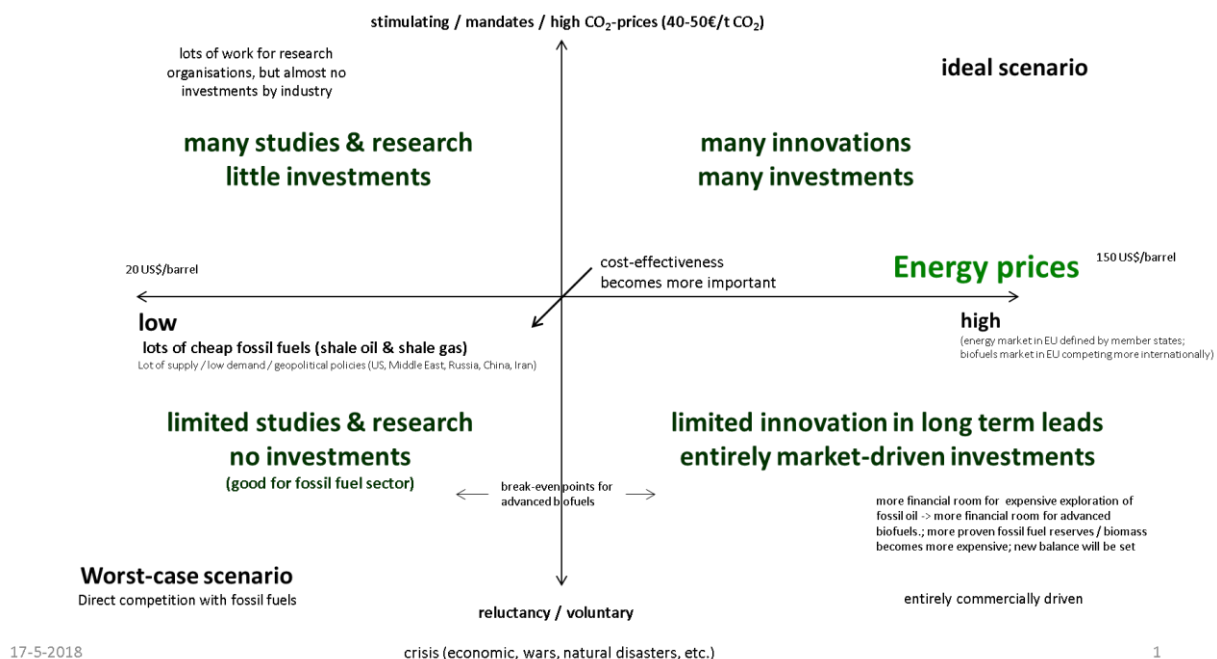 stimulating / mandates / high CO₂-prices (40-50€/t CO₂)
lots of work for research
organisations, but almost no
investments by industry
ideal scenario
many studies & research
little investments
many innovations
many investments
20 US$/barrel
cost-effectiveness
becomes more important
Energy prices
150 US$/barrel
low
lots of cheap fossil fuels (shale oil & shale gas)
Lot of supply / low demand / geopolitical policies (US, Middle East, Russia, China, Iran)
high
(energy market in EU defined by member states;
biofuels market in EU competing more internationally)
limited studies & research
no investments
(good for fossil fuel sector)
limited innovation in long term leads
entirely market-driven investments
break-even points for
advanced biofuels
more financial room for expensive exploration of
fossil oil -> more financial room for advanced
biofuels.; more proven fossil fuel reserves / biomass
becomes more expensive; new balance will be set
Worst-case scenario
Direct competition with fossil fuels
reluctancy / voluntary
entirely commercially driven
17-5-2018
crisis (economic, wars, natural disasters, etc.)
1